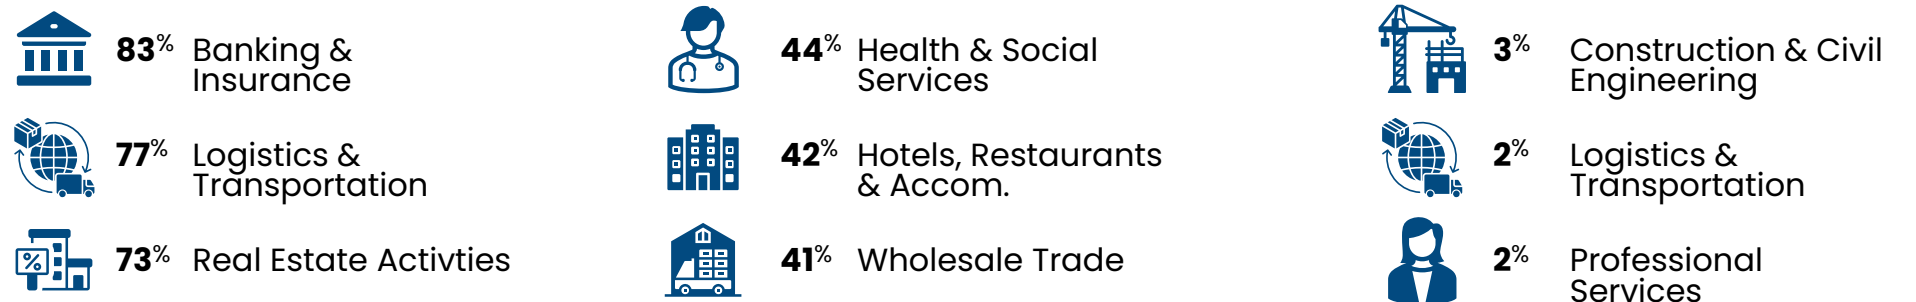 83% Banking &
Insurance
77% Logistics &
Transportation
%
73% Real Estate Activties
44% Health & Social
Services
42% Hotels, Restaurants
& Accom.
41% Wholesale Trade
3% Construction & Civil
Engineering
2% Logistics &
Transportation
2% Professional
Services